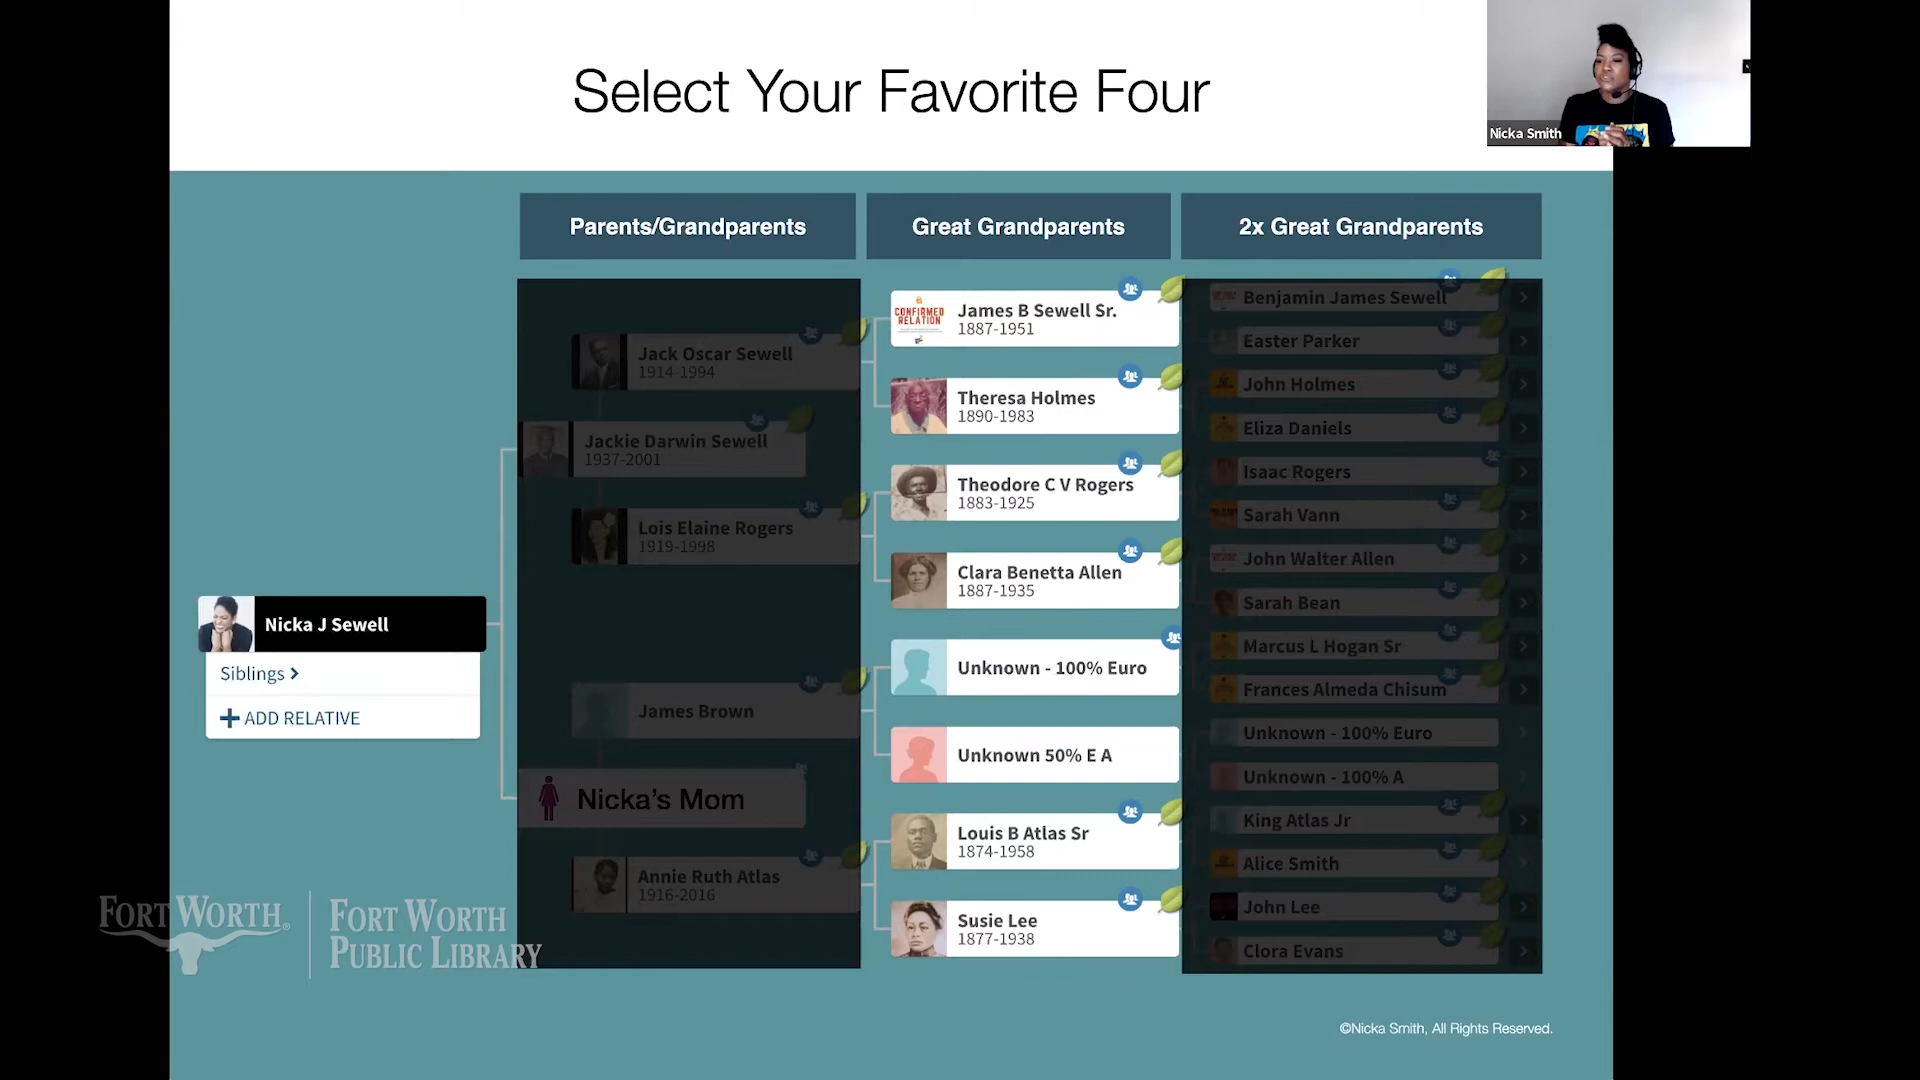 Select Your Favorite Four
Nicka Smith
Parents/Grandparents
Great Grandparents
2x Great Grandparents
Jack Oscar Sewell
1914-1994
Jackie Darwin Sewell
1937-2001
Lois Elaine Rogers
1919-1998
Nicka J Sewell
Siblings
ADD RELATIVE
James Brown
Nicka's Mom
Annie Ruth Atlas
1916-2016
CONFIRMED
RELATION
James B Sewell Sr.
1887-1951
Theresa Holmes
1890-1983
Theodore C V Rogers
1883-1925
Clara Benetta Allen
1887-1935
Unknown - 100% Euro
Unknown 50% E A
Louis B Atlas Sr
1874-1958
Susie Lee
1877-1938
Benjamin James Sewell
Easter Parker
John Holmes
Eliza Daniels
Isaac Rogers
Sarah Vann
John Walter Allen
Sarah Bean
Marcus L Hogan Sr
Frances Almeda Chisum
Unknown - 100% Euro
Unknown - 100% A
King Atlas Jr
Alice Smith
John Lee
Clora Evans
FORT WORTH®
FORT WORTH
PUBLIC LIBRARY
©Nicka Smith, All Rights Reserved.